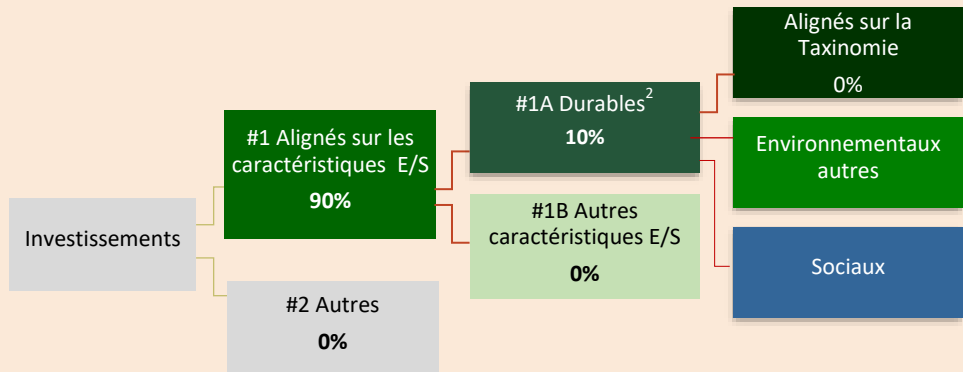 Investissements
#1 Alignés sur les
caractéristiques E/S
90%
#2 Autres
0%
#1A Durables²
10%
#1B Autres
caractéristiques E/S
0%
Alignés sur la
Taxinomie
0%
Environnementaux
autres
Sociaux